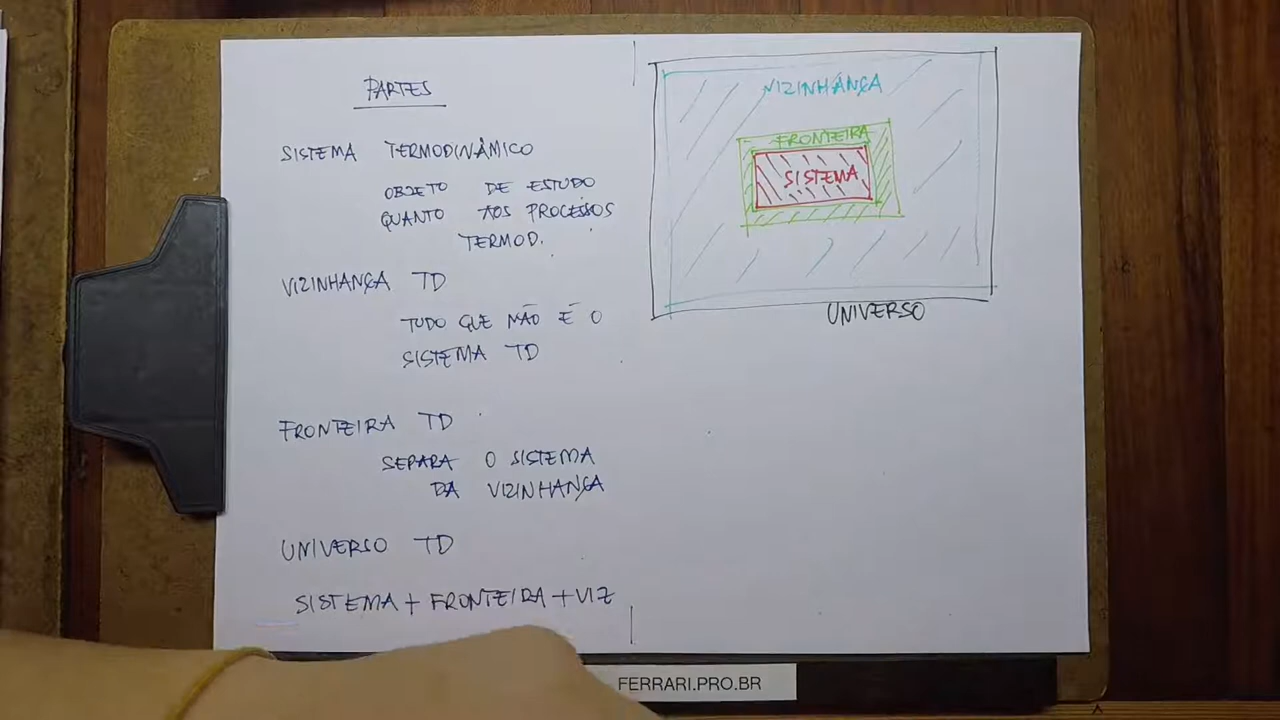 PARTES
SISTEMA TERMODINÂMICO
OBJETO DE ESTUDO
QUANTO AOS PROCESSOS
TERMOD.
VIZINHANÇA TD
TUDO QUE NÃO É O
SISTEMA TD
FRONTEIRA TD
SEPARA O SISTEMA
DA VIZINHANÇA
UNIVERSO TD
SISTEMA + FRONTEIRA + VIZ
VIZINHANÇA
FRONTEIRA
SISTEMA
UNIVERSO
FERRARI.PRO.BR